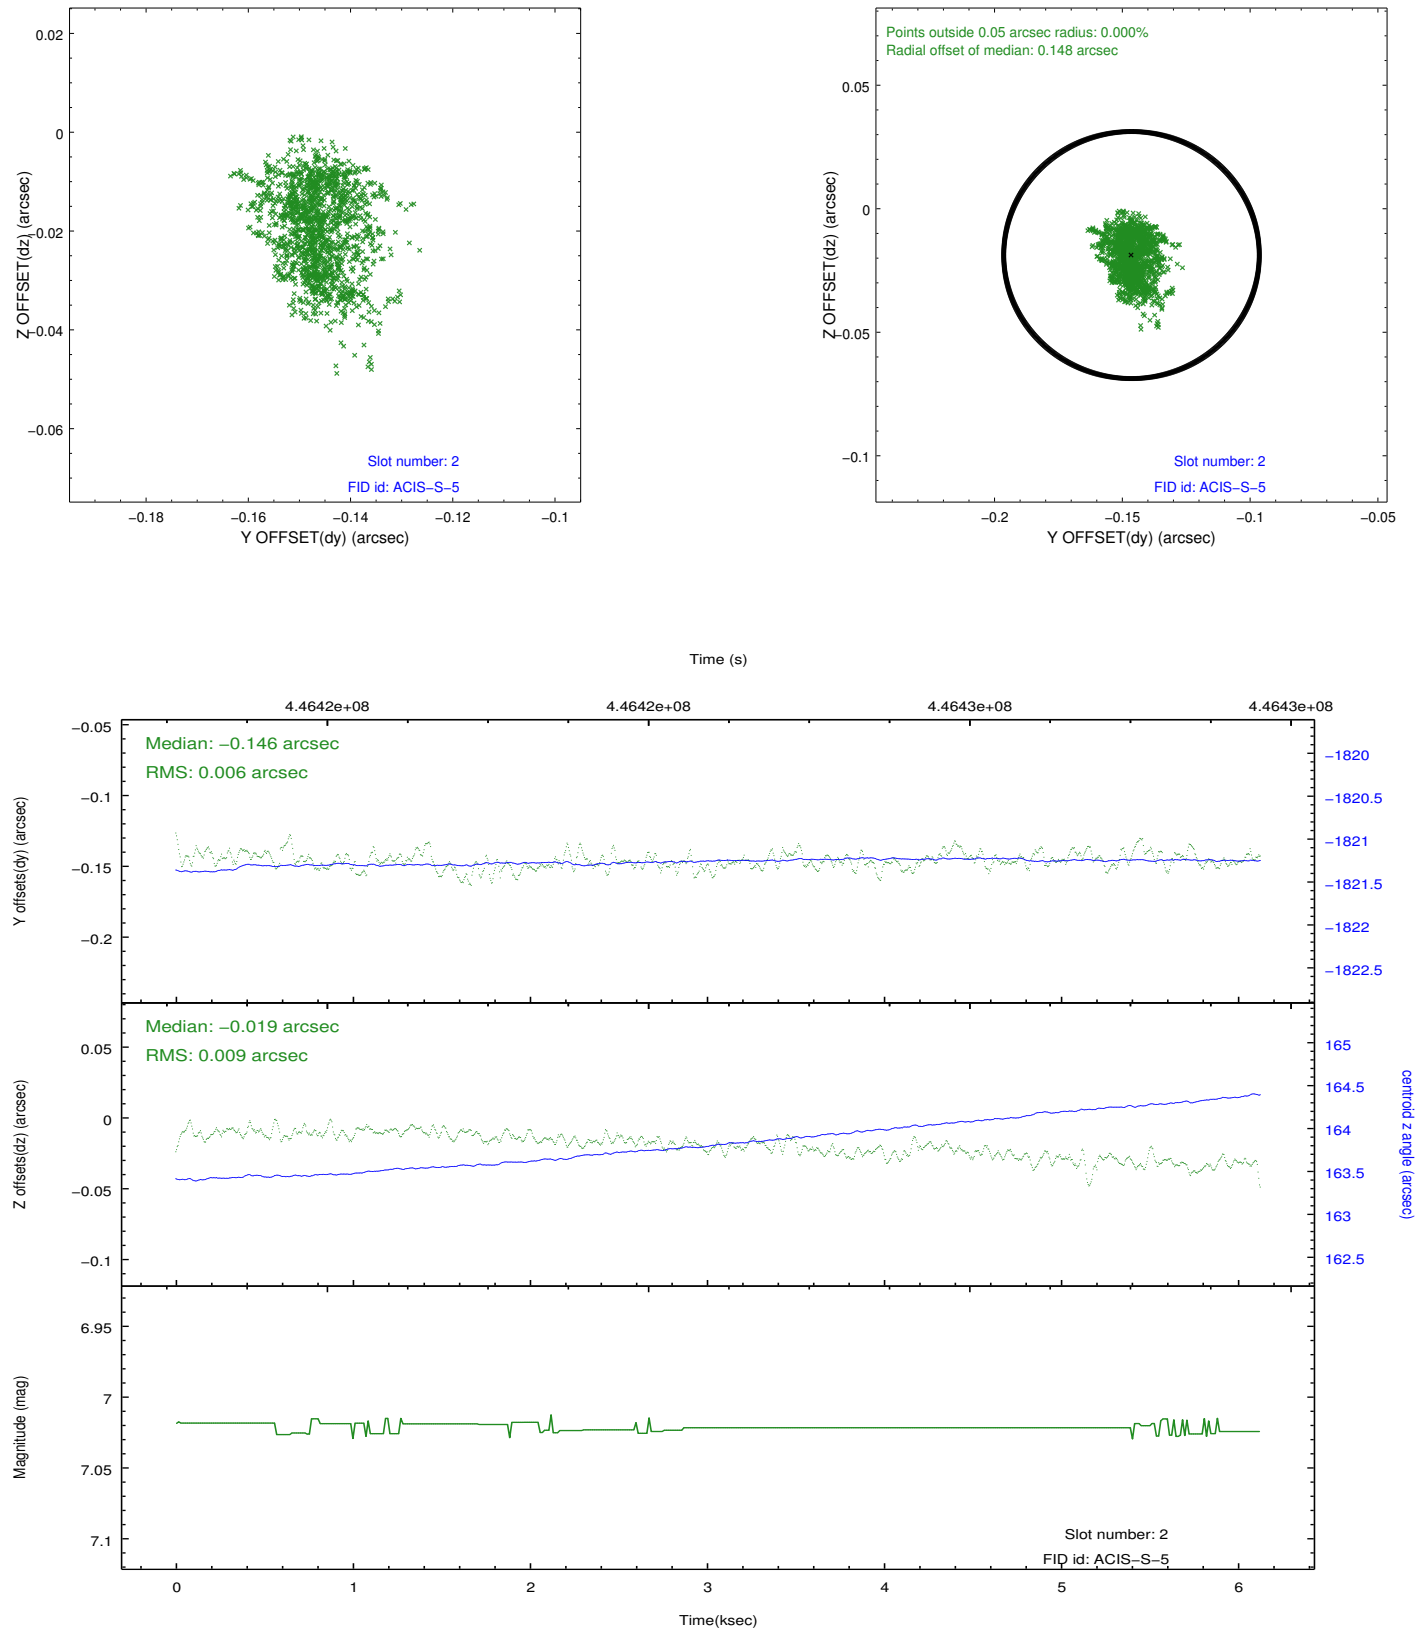 0.02
0
−0.02
−0.04
−0.06
Z OFFSET(dz) (arcsec)
Slot number: 2
FID id: ACIS−S−5
−0.18
−0.16
−0.14
−0.12
−0.1
Y OFFSET(dy) (arcsec)
Points outside 0.05 arcsec radius: 0.000%
Radial offset of median: 0.148 arcsec
0.05
0
−0.05
−0.1
Z OFFSET(dz) (arcsec)
Slot number: 2
FID id: ACIS−S−5
−0.2
−0.15
−0.1
−0.05
Y OFFSET(dy) (arcsec)
Time (s)
4.4642e+08
4.4642e+08
4.4643e+08
4.4643e+08
Median: −0.146 arcsec
RMS: 0.006 arcsec
−0.05
−0.1
−0.15
−0.2
Y offsets(dy) (arcsec)
−1820
−1820.5
−1821
−1821.5
−1822
−1822.5
Median: −0.019 arcsec
RMS: 0.009 arcsec
0.05
0
−0.05
−0.1
Z offsets(dz) (arcsec)
165
164.5
164
163.5
163
162.5
centroid z angle (arcsec)
6.95
7
7.05
7.1
Magnitude (mag)
Slot number: 2
FID id: ACIS−S−5
0
1
2
3
4
5
6
Time(ksec)